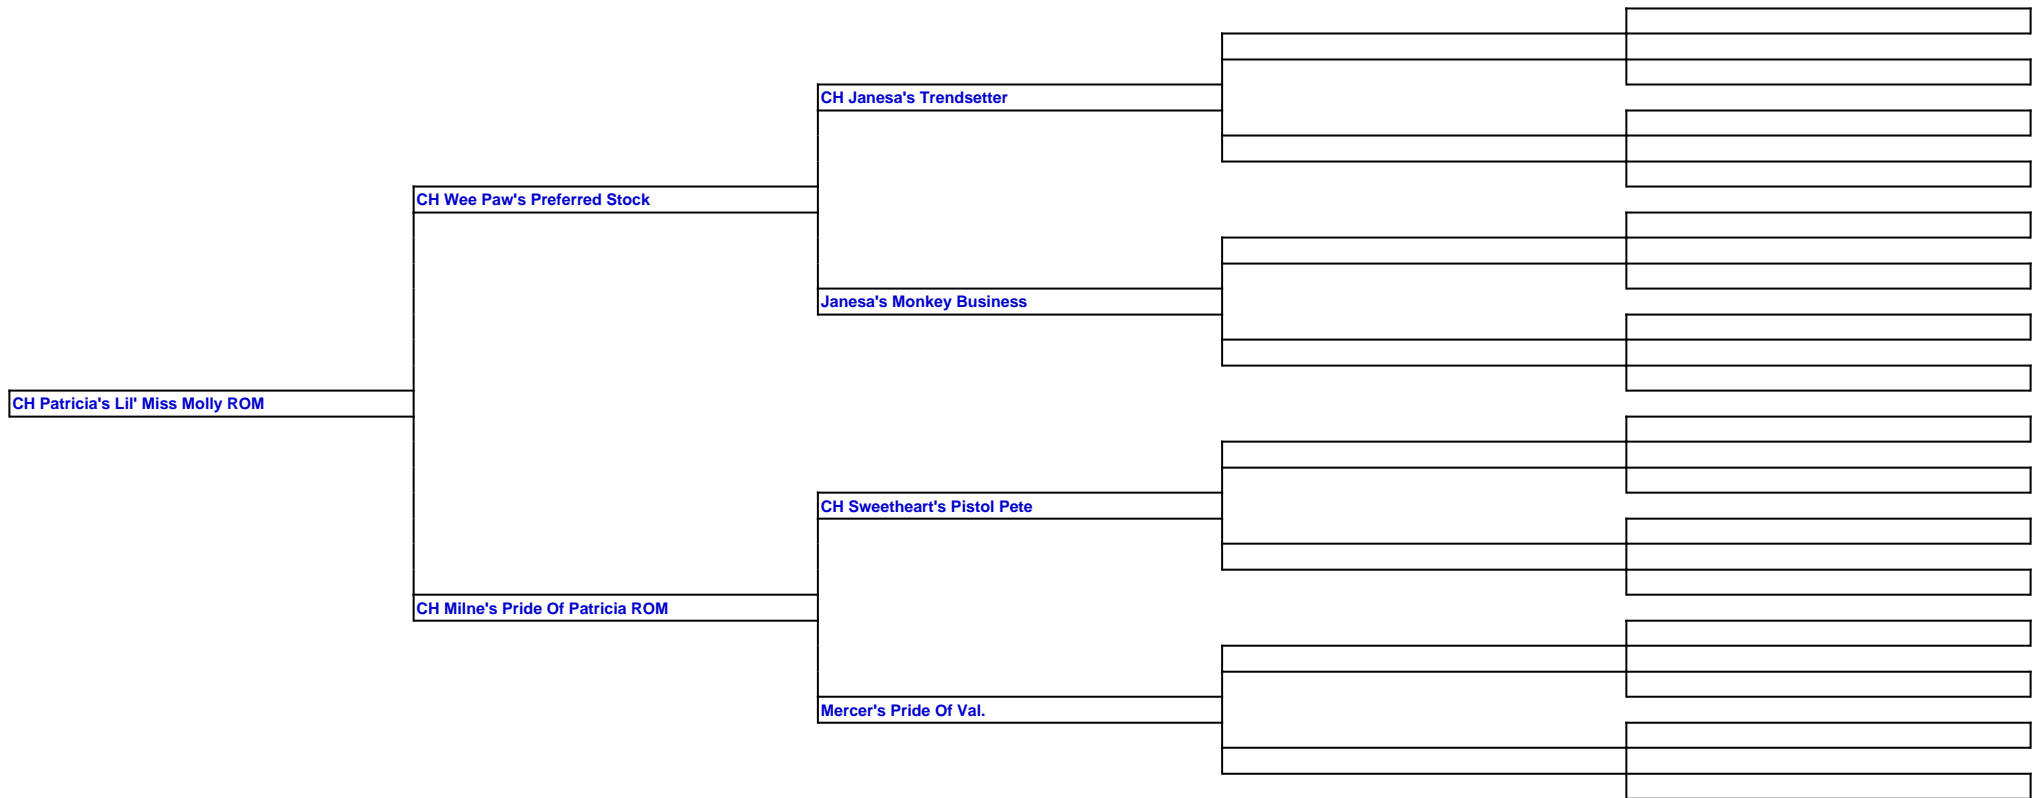 CH Janesa's Trendsetter
CH Wee Paw's Preferred Stock
Janesa's Monkey Business
CH Patricia's Lil' Miss Molly ROM
CH Sweetheart's Pistol Pete
CH Milne's Pride Of Patricia ROM
Mercer's Pride Of Val.